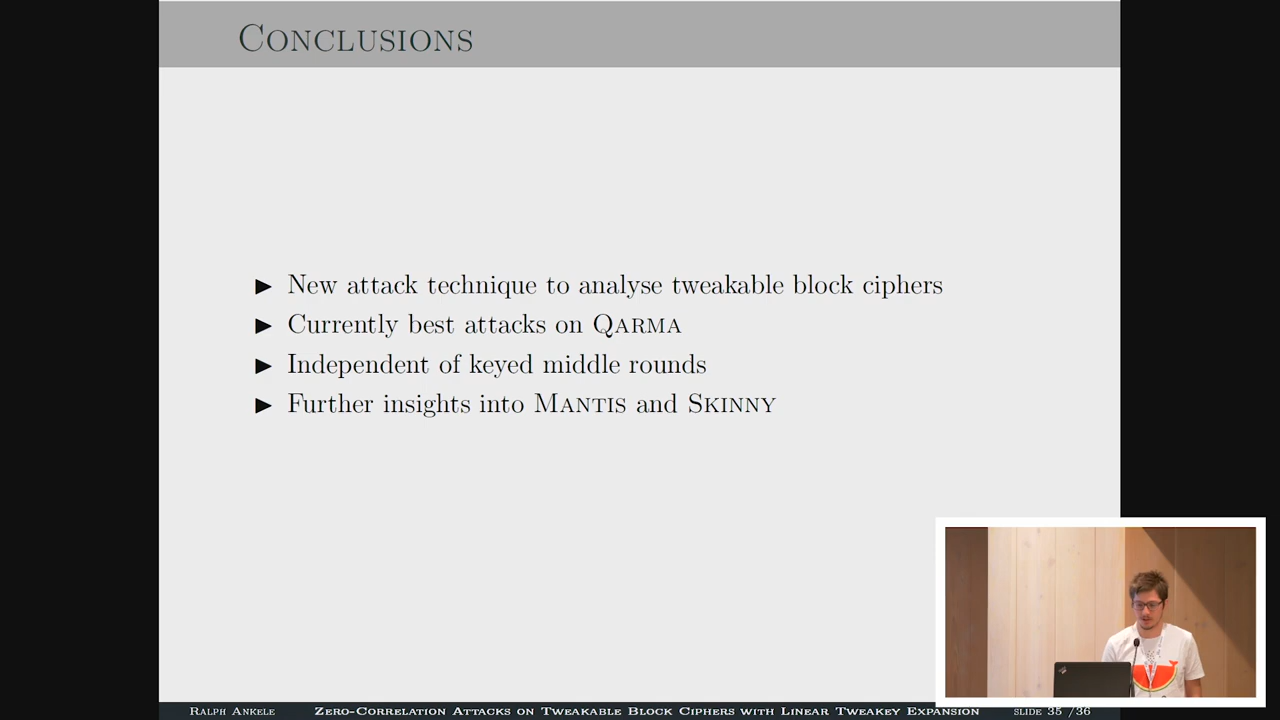 Conclusions
▶ New attack technique to analyse tweakable block ciphers
▶ Currently best attacks on Qarma
▶ Independent of keyed middle rounds
▶ Further insights into Mantis and Skinny
Ralph Ankele Zero-Correlation Attacks on Tweakable Block Ciphers with Linear Tweakey Expansion slide 35 /36